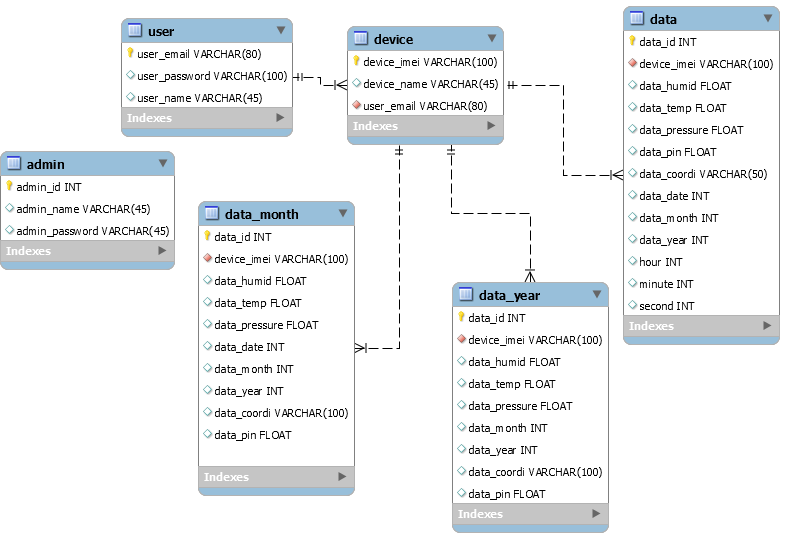 user
user_email VARCHAR(80)
user_password VARCHAR(100)
user_name VARCHAR(45)
Indexes
device
device_imei VARCHAR(100)
device_name VARCHAR(45)
user_email VARCHAR(80)
Indexes
data
data_id INT
device_imei VARCHAR(100)
data_humid FLOAT
data_temp FLOAT
data_pressure FLOAT
data_pin FLOAT
data_coordi VARCHAR(50)
data_date INT
data_month INT
data_year INT
hour INT
minute INT
second INT
Indexes
admin
admin_id INT
admin_name VARCHAR(45)
admin_password VARCHAR(45)
Indexes
data_month
data_id INT
device_imei VARCHAR(100)
data_humid FLOAT
data_temp FLOAT
data_pressure FLOAT
data_date INT
data_month INT
data_year INT
data_coordi VARCHAR(100)
data_pin FLOAT
Indexes
data_year
data_id INT
device_imei VARCHAR(100)
data_humid FLOAT
data_temp FLOAT
data_pressure FLOAT
data_month INT
data_year INT
data_coordi VARCHAR(100)
data_pin FLOAT
Indexes